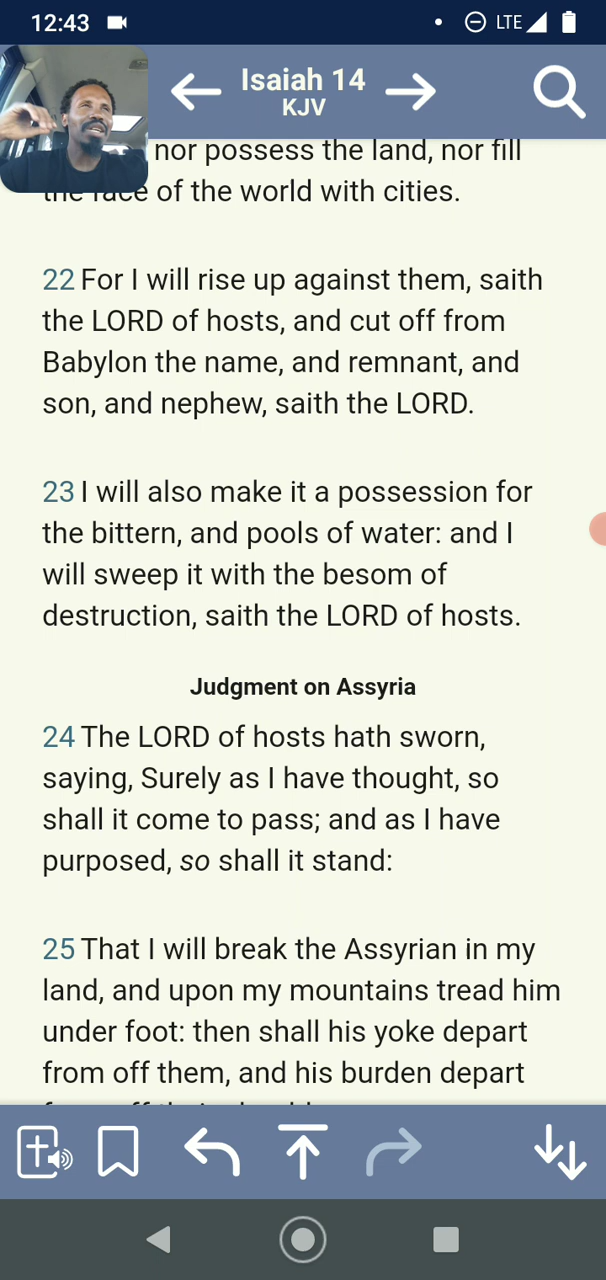 12:43
LTE
Isaiah 14
KJV
nor possess the land, nor fill
the face of the world with cities.
22 For I will rise up against them, saith
the LORD of hosts, and cut off from
Babylon the name, and remnant, and
son, and nephew, saith the LORD.
23 I will also make it a possession for
the bittern, and pools of water: and I
will sweep it with the besom of
destruction, saith the LORD of hosts.
Judgment on Assyria
24 The LORD of hosts hath sworn,
saying, Surely as I have thought, so
shall it come to pass; and as I have
purposed, so shall it stand:
25 That I will break the Assyrian in my
land, and upon my mountains tread him
under foot: then shall his yoke depart
from off them, and his burden depart